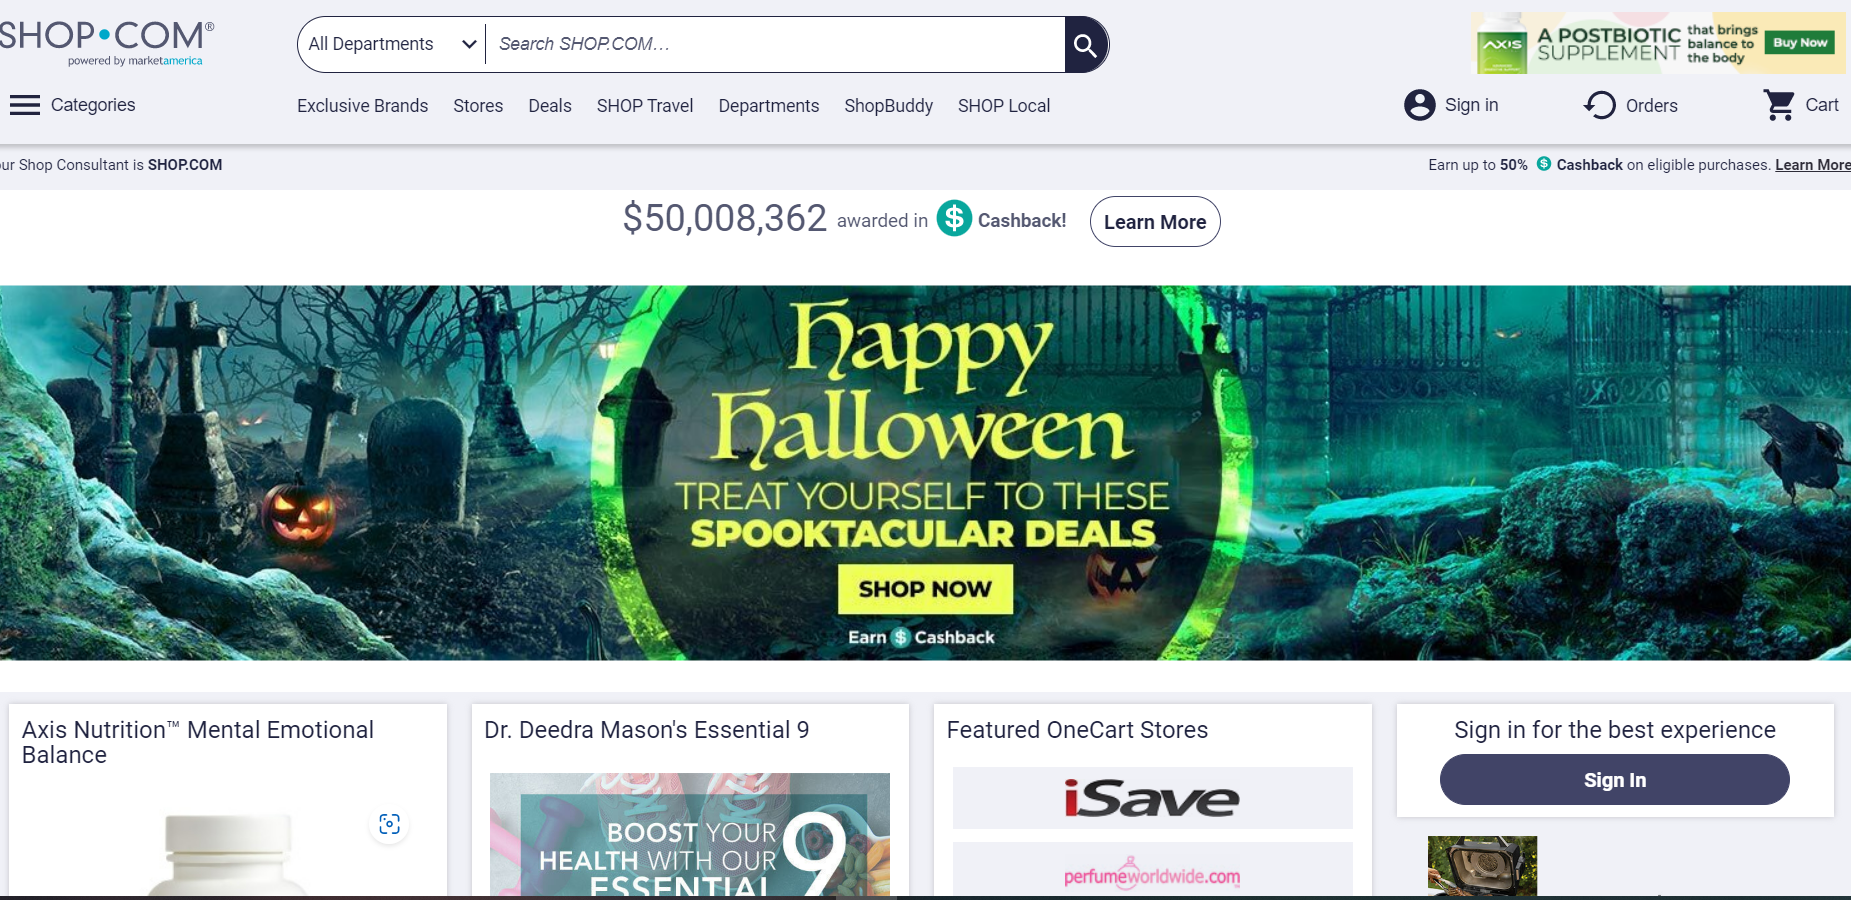 SHOP•COM®
powered by marketamerica
All Departments
Search SHOP.COM...
AXIS
A POSTBIOTIC
SUPPLEMENT
that brings
balance to
the body
Buy Now
Categories
Exclusive Brands
Stores
Deals
SHOP Travel
Departments
ShopBuddy
SHOP Local
Sign in
Orders
Cart
our Shop Consultant is SHOP.COM
Earn up to 50% $ Cashback on eligible purchases. Learn More
$50,008,362 awarded in $ Cashback!
Learn More
Happy
Halloween
TREAT YOURSELF TO THESE
SPOOKTACULAR DEALS
SHOP NOW
Earn $ Cashback
Axis Nutrition™ Mental Emotional
Balance
Dr. Deedra Mason's Essential 9
BOOST YOUR
HEALTH WITH OUR
ESSENTIAL
9
Featured OneCart Stores
iSave
perfumeworldwide.com
Sign in for the best experience
Sign In